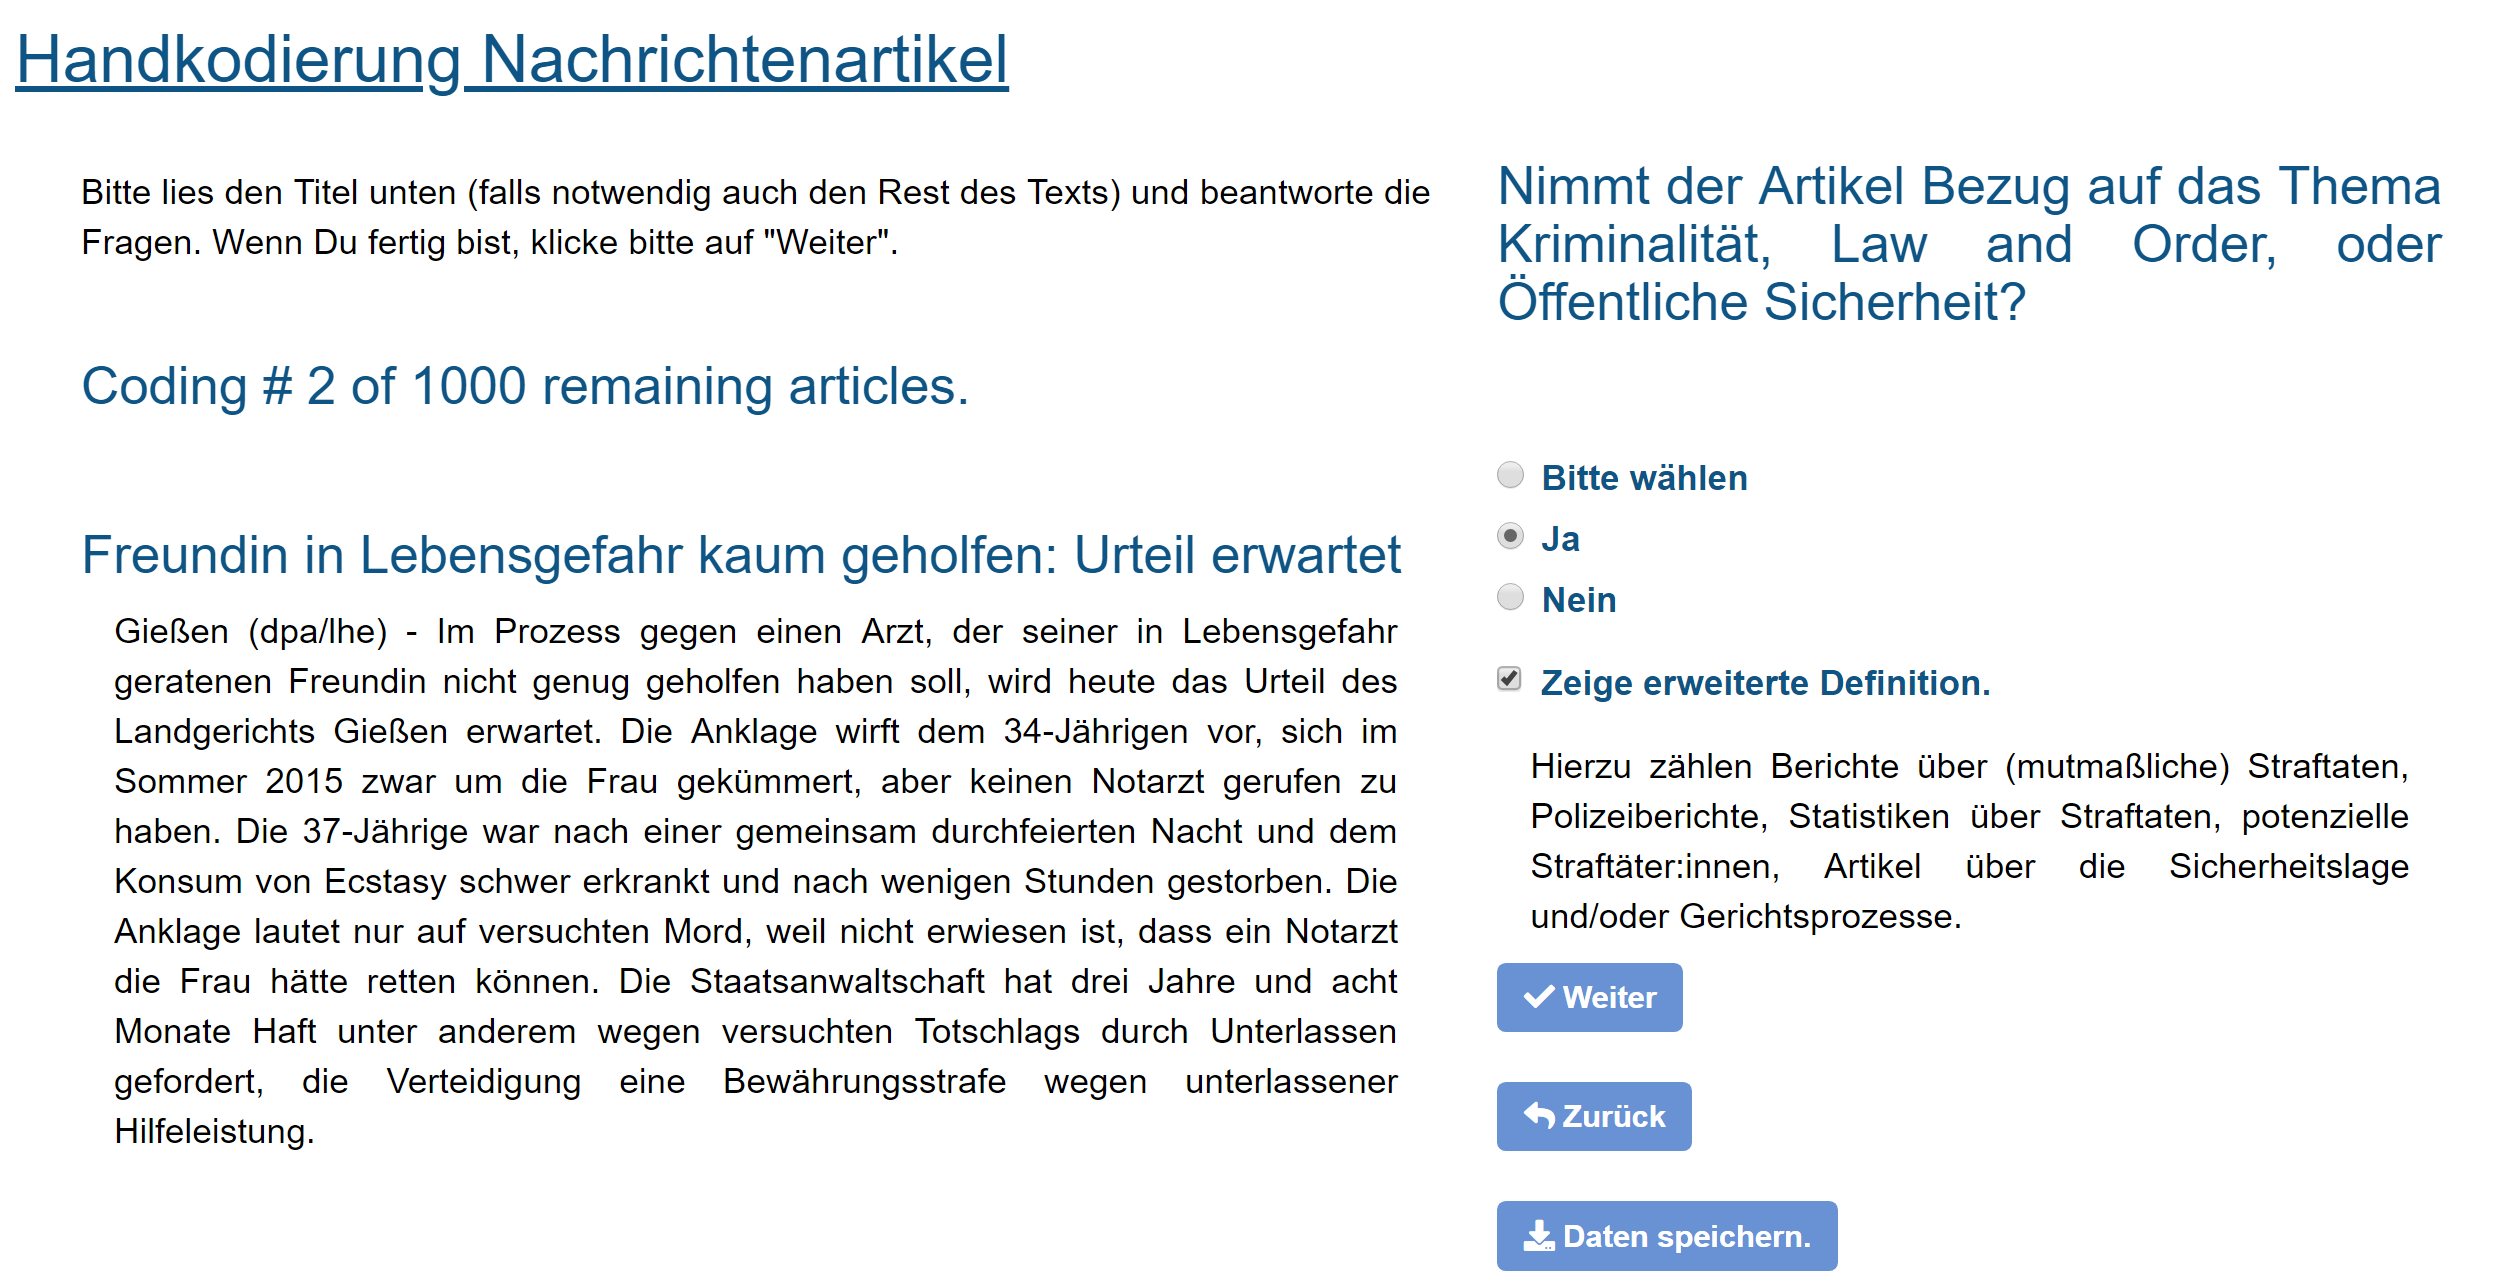 Handkodierung Nachrichtenartikel
Bitte lies den Titel unten (falls notwendig auch den Rest des Texts) und beantworte die
Fragen. Wenn Du fertig bist, klicke bitte auf "Weiter".
Coding # 2 of 1000 remaining articles.
Freundin in Lebensgefahr kaum geholfen: Urteil erwartet
Gießen (dpa/lhe) - Im Prozess gegen einen Arzt, der seiner in Lebensgefahr
geratenen Freundin nicht genug geholfen haben soll, wird heute das Urteil des
Landgerichts Gießen erwartet. Die Anklage wirft dem 34-Jährigen vor, sich im
Sommer 2015 zwar um die Frau gekümmert, aber keinen Notarzt gerufen zu
haben. Die 37-Jährige war nach einer gemeinsam durchfeierten Nacht und dem
Konsum von Ecstasy schwer erkrankt und nach wenigen Stunden gestorben. Die
Anklage lautet nur auf versuchten Mord, weil nicht erwiesen ist, dass ein Notarzt
die Frau hätte retten können. Die Staatsanwaltschaft hat drei Jahre und acht
Monate Haft unter anderem wegen versuchten Totschlags durch Unterlassen
gefordert, die Verteidigung eine Bewährungsstrafe wegen unterlassener
Hilfeleistung.
Nimmt der Artikel Bezug auf das Thema
Kriminalität, Law and Order, oder
Öffentliche Sicherheit?
Bitte wählen
Ja
Nein
Zeige erweiterte Definition.
Hierzu zählen Berichte über (mutmaßliche) Straftaten,
Polizeiberichte, Statistiken über Straftaten, potenzielle
Straftäter:innen, Artikel über die Sicherheitslage
und/oder Gerichtsprozesse.
Weiter
Zurück
Daten speichern.